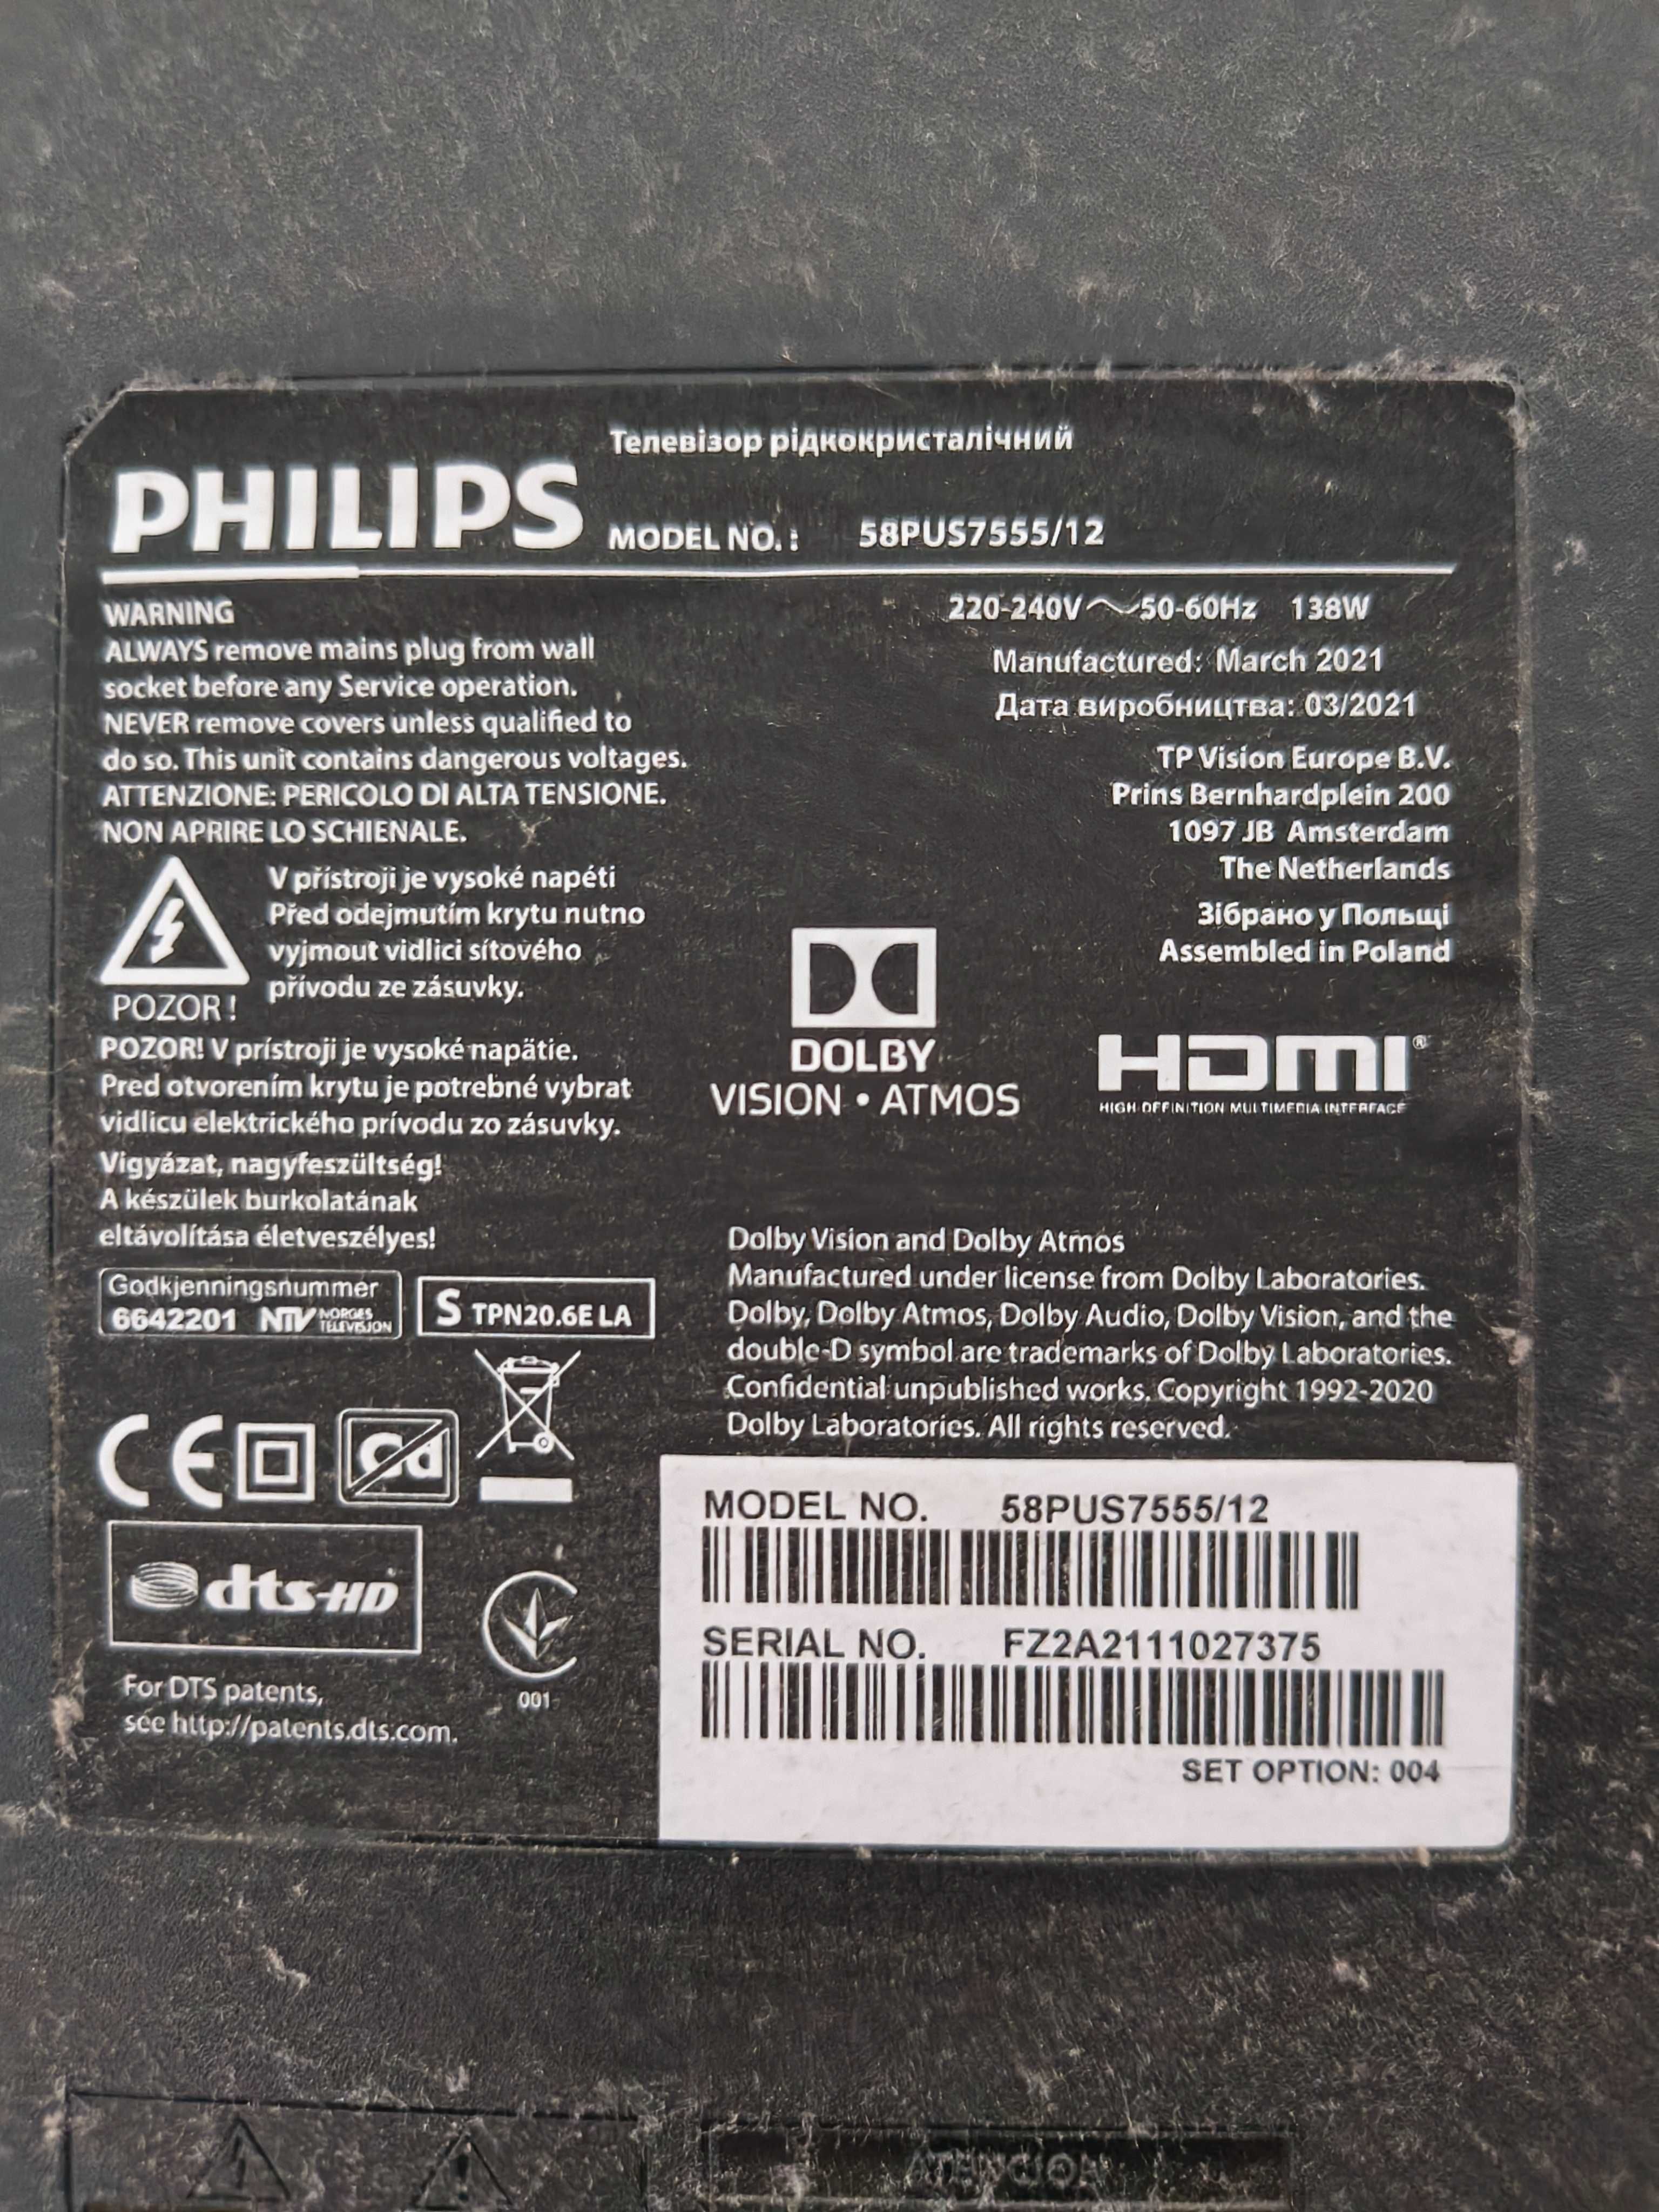 Телевізор рідкокристалічний
PHILIPS MODEL NO. : 58PUS7555/12
WARNING
ALWAYS remove mains plug from wall
socket before any Service operation.
NEVER remove covers unless qualified to
do so. This unit contains dangerous voltages.
ATTENZIONE: PERICOLO DI ALTA TENSIONE.
NON APRIRE LO SCHIENALE.
V přístroji je vysoké napéti
Před odejmutím krytu nutno
vyjmout vidlici sítového
přívodu ze zásuvky.
POZOR !
POZOR! V prístroji je vysoké napätie.
Pred otvorením krytu je potrebné vybrat
vidlicu elektrického prívodu zo zásuvky.
Vigyázat, nagyfeszültség!
A készülek burkolatának
eltávolítása életveszélyes!
Godkjenningsnummer
6642201 NTV NORGES
TELEVISJON
S TPN20.6E LA
CE
Cd
dts-HD
For DTS patents,
see http://patents.dts.com.
001
220-240V~50-60Hz 138W
Manufactured: March 2021
Дата виробництва: 03/2021
TP Vision Europe B.V.
Prins Bernhardplein 200
1097 JB Amsterdam
The Netherlands
Зібрано у Польщі
Assembled in Poland
DOLBY
VISION • ATMOS
HDMI®
HIGH-DEFINITION MULTIMEDIA INTERFACE
Dolby Vision and Dolby Atmos
Manufactured under license from Dolby Laboratories.
Dolby, Dolby Atmos, Dolby Audio, Dolby Vision, and the
double-D symbol are trademarks of Dolby Laboratories.
Confidential unpublished works. Copyright 1992-2020
Dolby Laboratories. All rights reserved.
MODEL NO. 58PUS7555/12
SERIAL NO. FZ2A2111027375
SET OPTION: 004
ATENCION